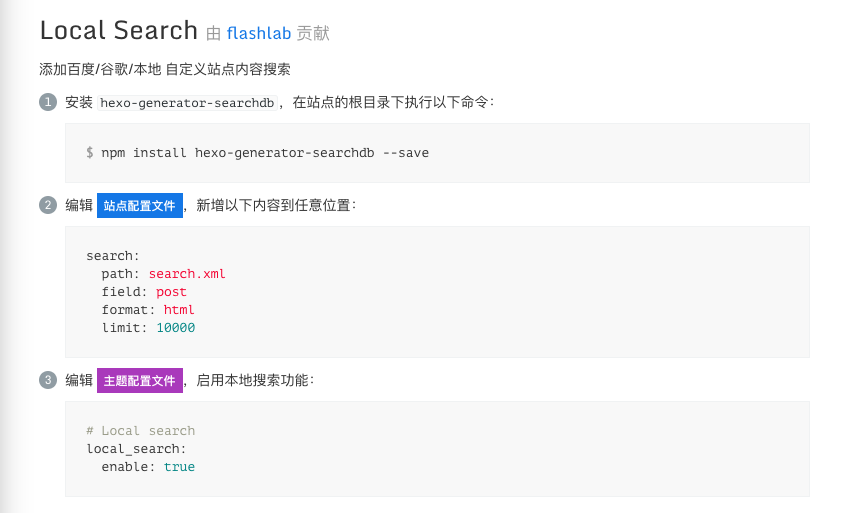 Local Search 由 flashlab 贡献
添加百度/谷歌/本地 自定义站点内容搜索
1 安装 hexo-generator-searchdb，在站点的根目录下执行以下命令：
$ npm install hexo-generator-searchdb --save
2 编辑 站点配置文件，新增以下内容到任意位置：
search:
  path: search.xml
  field: post
  format: html
  limit: 10000
3 编辑 主题配置文件，启用本地搜索功能：
# Local search
local_search:
  enable: true